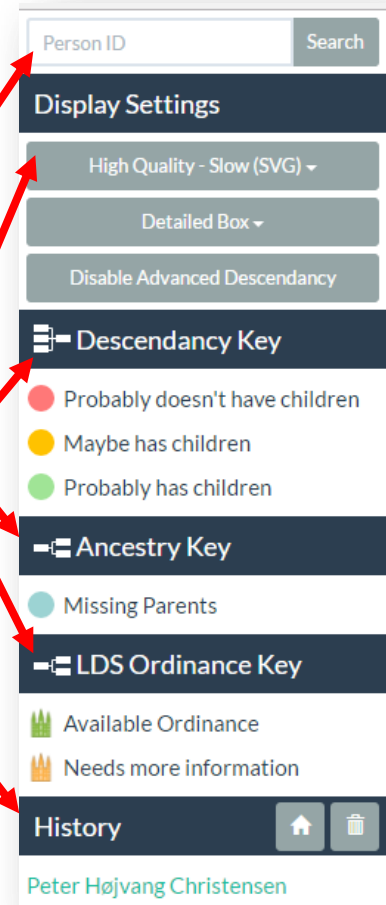 Person ID
Search
Display Settings
High Quality - Slow (SVG)
Detailed Box
Disable Advanced Descendancy
Descendancy Key
Probably doesn't have children
Maybe has children
Probably has children
Ancestry Key
Missing Parents
LDS Ordinance Key
Available Ordinance
Needs more information
History
Peter Højvang Christensen